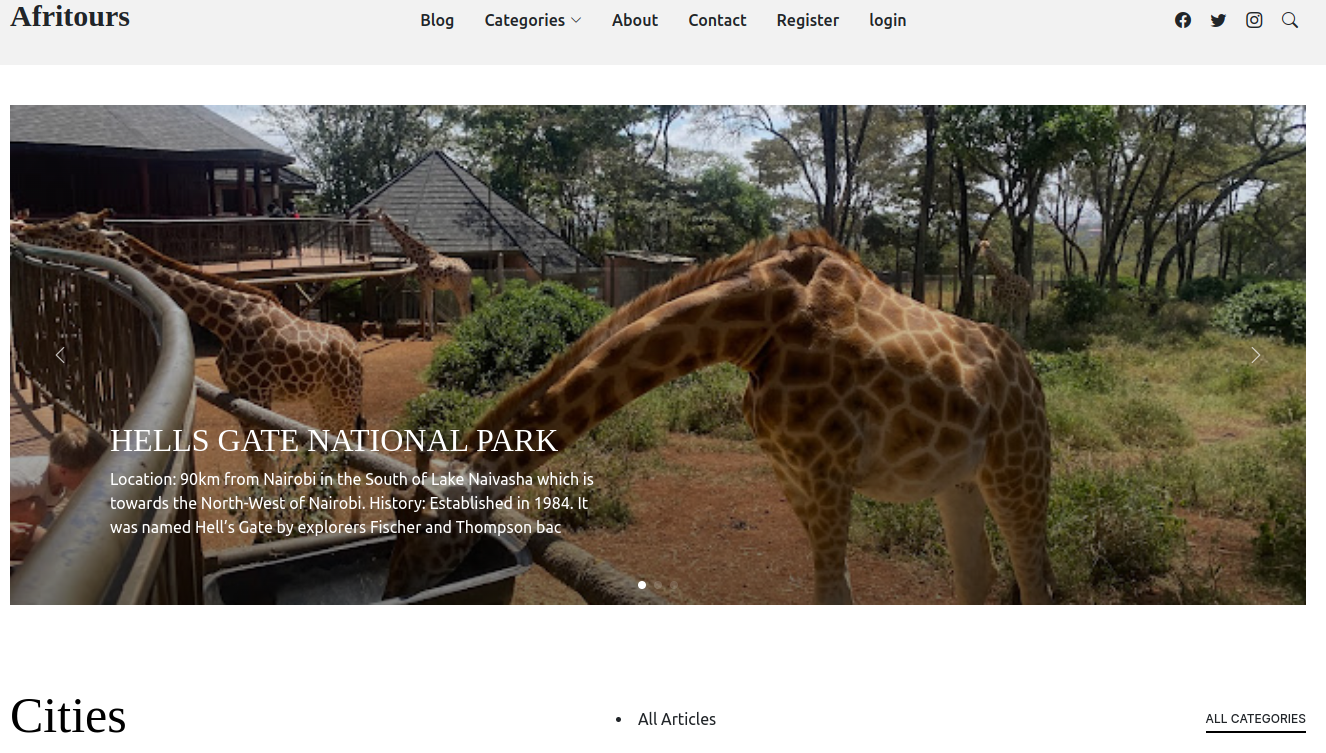 Afritours
Blog Categories About Contact Register login
HELLS GATE NATIONAL PARK
Location: 90km from Nairobi in the South of Lake Naivasha which is
towards the North-West of Nairobi. History: Established in 1984. It
was named Hell’s Gate by explorers Fischer and Thompson bac
Cities
All Articles
ALL CATEGORIES